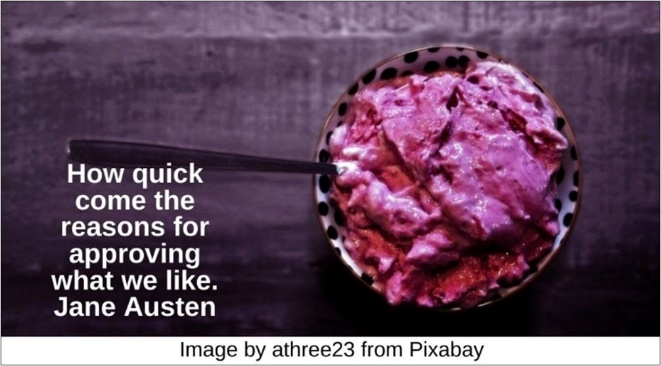 How quick
come the
reasons for
approving
what we like.
Jane Austen
Image by athree23 from Pixabay